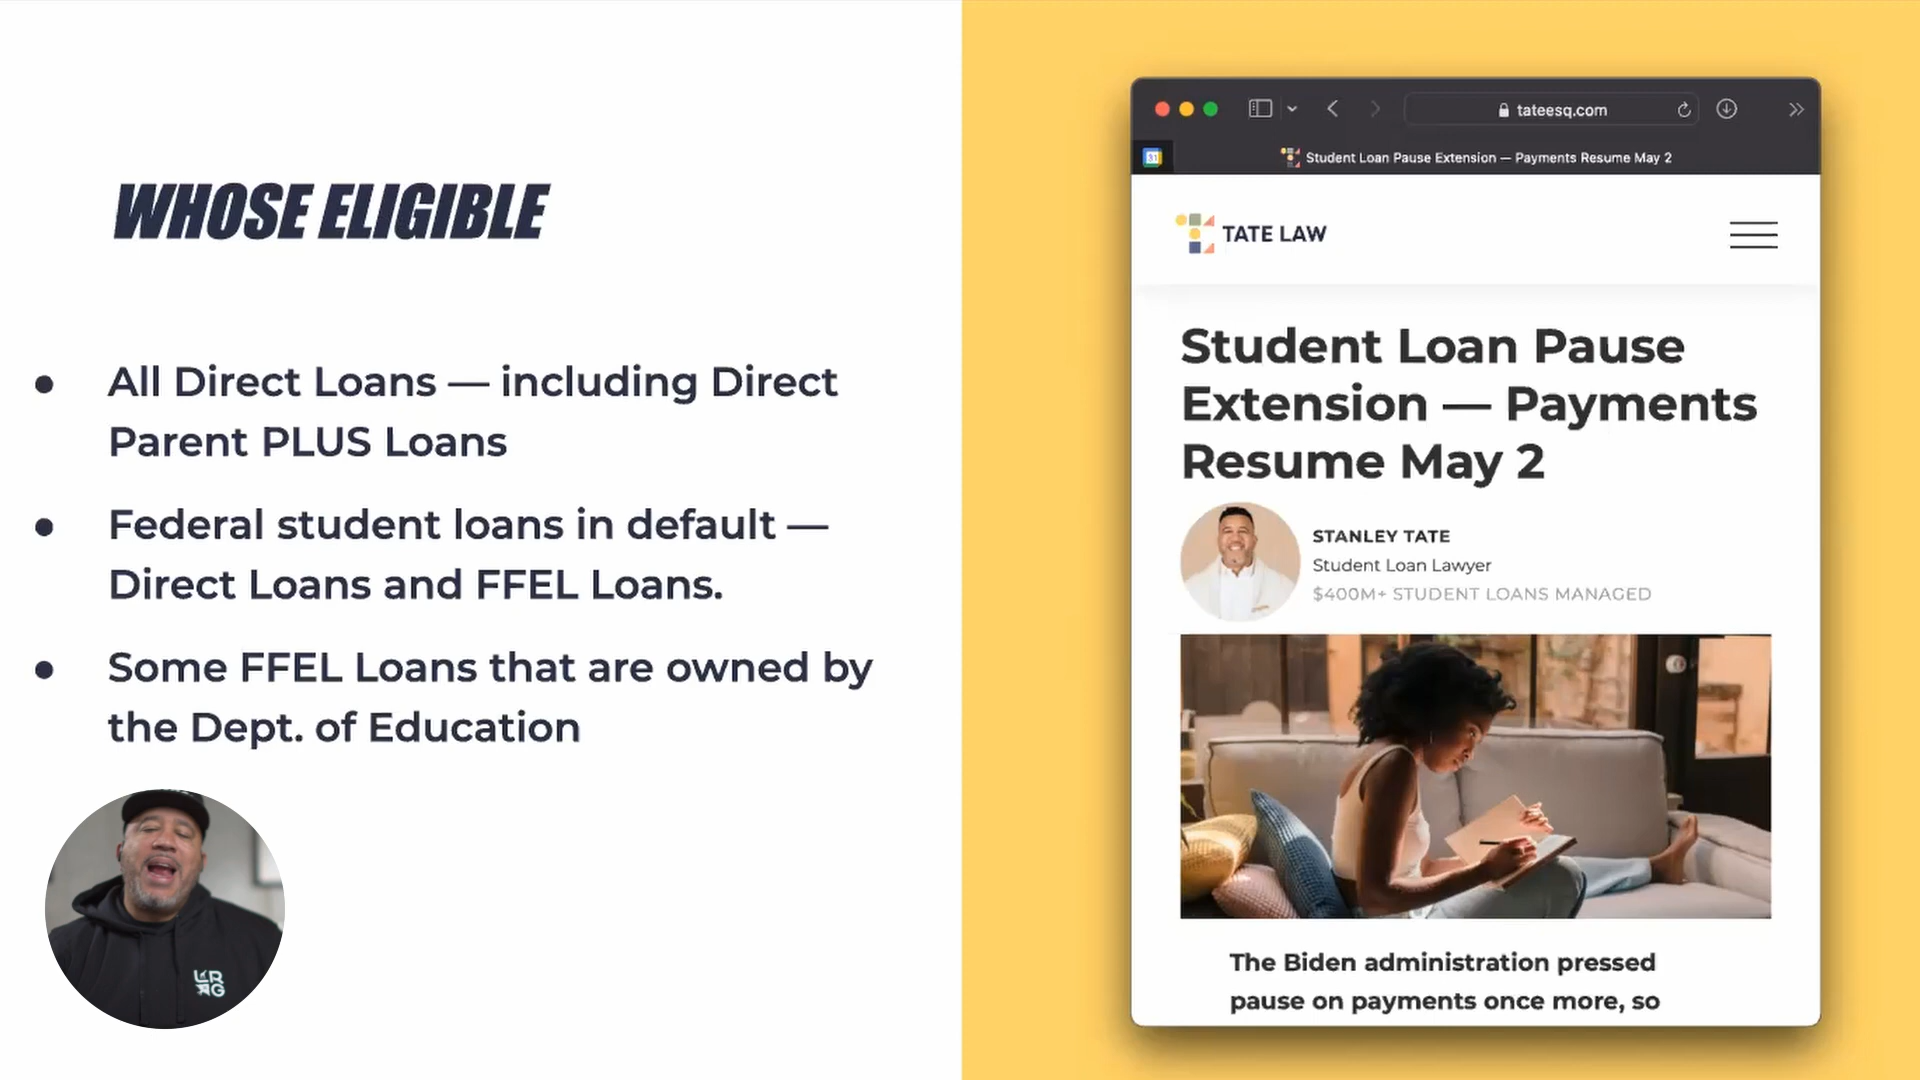 WHOSE ELIGIBLE
All Direct Loans — including Direct
Parent PLUS Loans
Federal student loans in default —
Direct Loans and FFEL Loans.
Some FFEL Loans that are owned by
the Dept. of Education
tateesq.com
31
Student Loan Pause Extension — Payments Resume May 2
TATE LAW
Student Loan Pause
Extension — Payments
Resume May 2
STANLEY TATE
Student Loan Lawyer
$400M+ STUDENT LOANS MANAGED
The Biden administration pressed
pause on payments once more, so